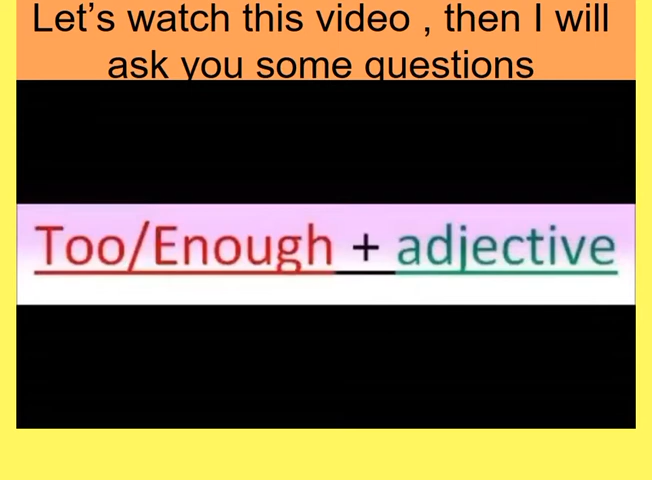 Let’s watch this video , then I will
ask you some questions
Too/Enough + adjective